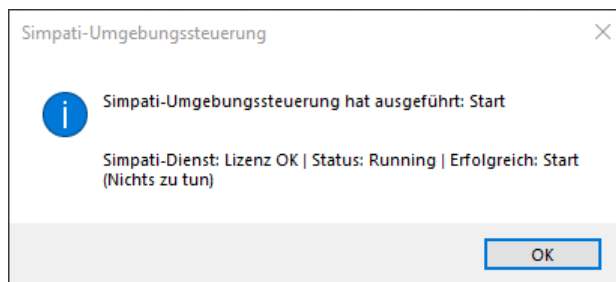 Simpati-Umgebungssteuerung
Simpati-Umgebungssteuerung hat ausgeführt: Start
Simpati-Dienst: Lizenz OK | Status: Running | Erfolgreich: Start
(Nichts zu tun)
OK